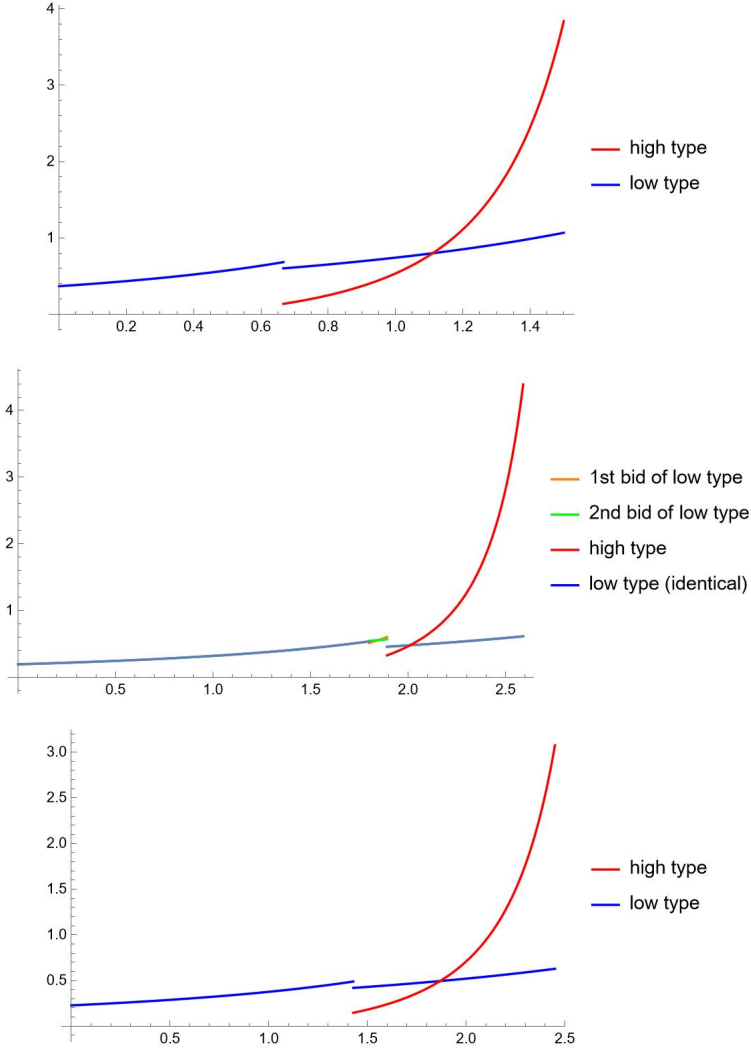 4
3
2
1
0.2 0.4 0.6 0.8 1.0 1.2 1.4
high type
low type
4
3
2
1
0.5 1.0 1.5 2.0 2.5
1st bid of low type
2nd bid of low type
high type
low type (identical)
3.0
2.5
2.0
1.5
1.0
0.5
0.5 1.0 1.5 2.0 2.5
high type
low type